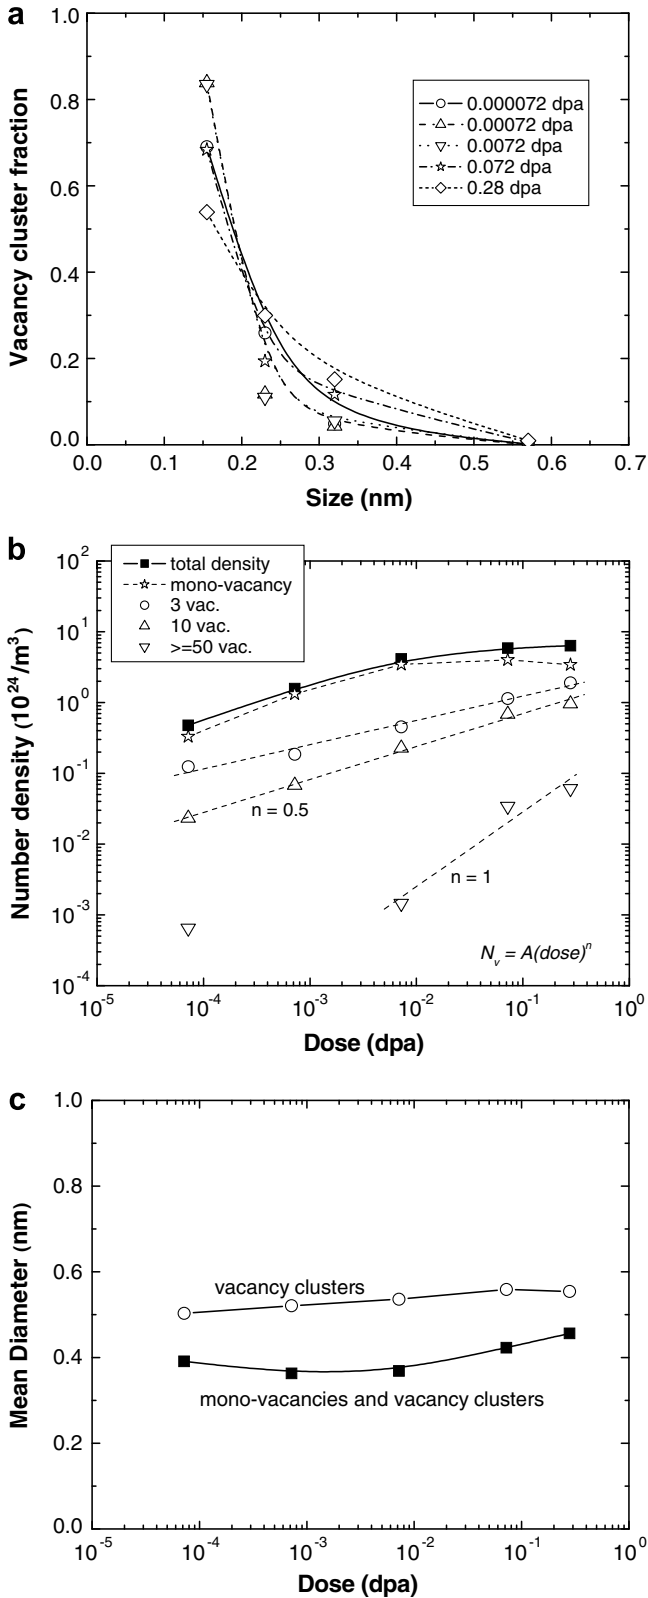 a
Vacancy cluster fraction
0.8
0.6
0.4
0.2
0.0
0.000072 dpa
0.00072 dpa
0.0072 dpa
0.072 dpa
0.28 dpa
0.0 0.1 0.2 0.3 0.4 0.5 0.6 0.7
Size (nm)
b
Number density (10^24/m^3)
10^2
10^1
10^0
10^-1
10^-2
10^-3
10^-4
total density
mono-vacancy
3 vac.
10 vac.
>=50 vac.
n = 0.5
n = 1
N_v = A(dose)^n
10^-5 10^-4 10^-3 10^-2 10^-1 10^0
Dose (dpa)
c
Mean Diameter (nm)
1.0
0.8
0.6
0.4
0.2
0.0
vacancy clusters
mono-vacancies and vacancy clusters
10^-5 10^-4 10^-3 10^-2 10^-1 10^0
Dose (dpa)